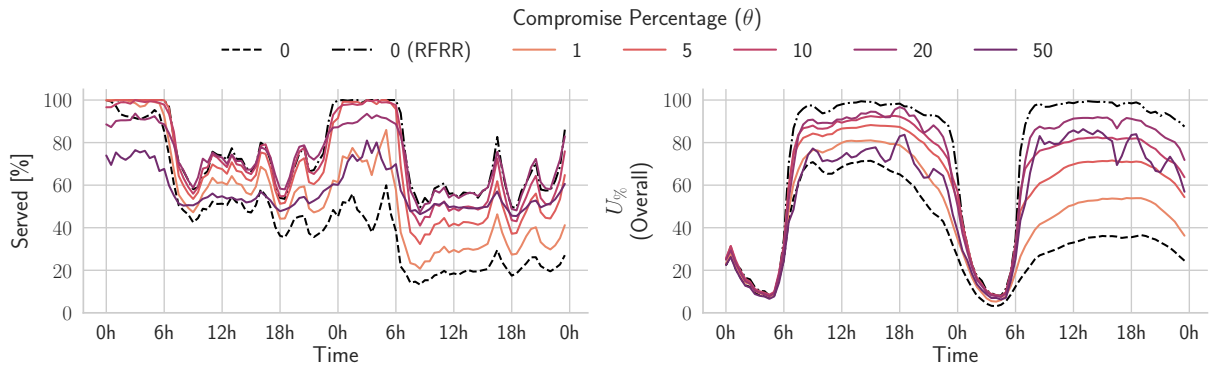 Compromise Percentage (θ)
0 0 (RFRR) 1 5 10 20 50
Served [%]
100
80
60
40
20
0
0h 6h 12h 18h 0h 6h 12h 18h 0h
Time
U%
(Overall)
100
80
60
40
20
0
0h 6h 12h 18h 0h 6h 12h 18h 0h
Time